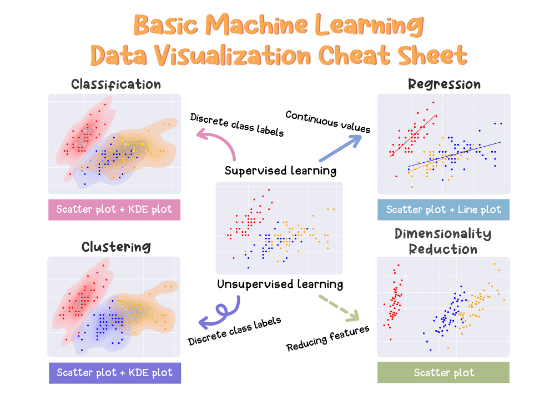 Basic Machine Learning
Data Visualization Cheat Sheet
Classification
Regression
Discrete class labels
Continuous values
Supervised learning
Scatter plot + KDE plot
Scatter plot + Line plot
Clustering
Dimensionality
Reduction
Unsupervised learning
Discrete class labels
Reducing features
Scatter plot + KDE plot
Scatter plot